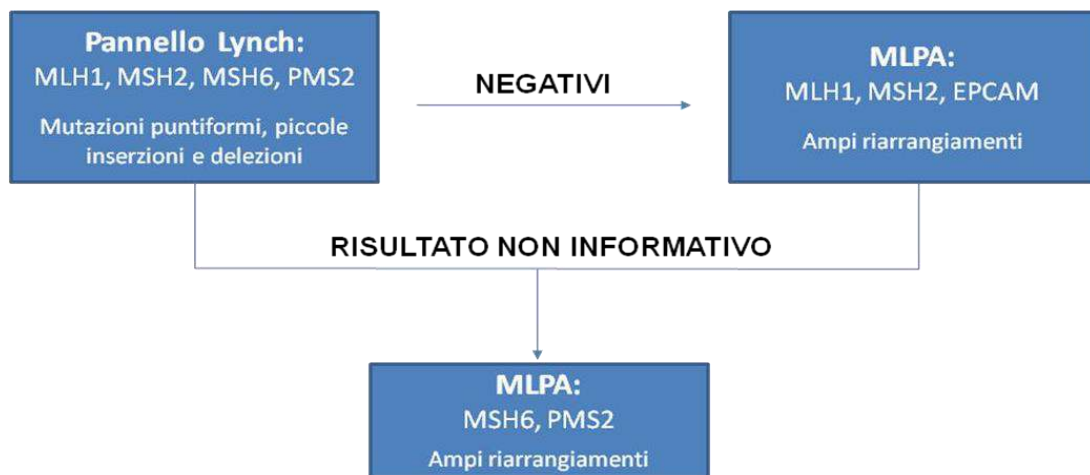 Pannello Lynch:
MLH1, MSH2, MSH6, PMS2
Mutazioni puntiformi, piccole
inserzioni e delezioni
NEGATIVI
MLPA:
MLH1, MSH2, EPCAM
Ampi riarrangiamenti
RISULTATO NON INFORMATIVO
MLPA:
MSH6, PMS2
Ampi riarrangiamenti